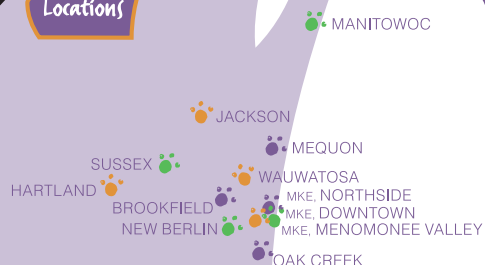 Locations
MANITOWOC
JACKSON
MEQUON
SUSSEX
WAUWATOSA
HARTLAND
MKE, NORTHSIDE
BROOKFIELD
MKE, DOWNTOWN
NEW BERLIN
MKE, MENOMONEE VALLEY
OAK CREEK